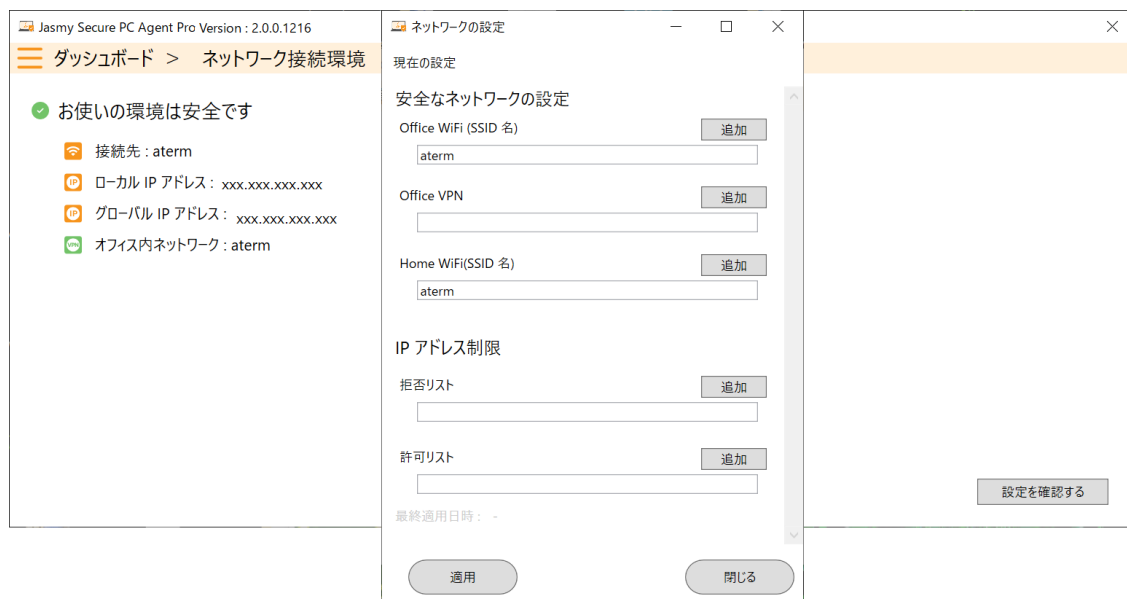 Jasmy Secure PC Agent Pro Version : 2.0.0.1216
ダッシュボード > ネットワーク接続環境
お使いの環境は安全です
接続先 : aterm
ローカル IP アドレス : xxx.xxx.xxx.xxx
グローバル IP アドレス : xxx.xxx.xxx.xxx
オフィス内ネットワーク : aterm
ネットワークの設定
現在の設定
安全なネットワークの設定
Office WiFi (SSID 名) 追加
aterm
Office VPN 追加
Home WiFi(SSID 名) 追加
aterm
IP アドレス制限
拒否リスト 追加
許可リスト 追加
最終適用日時 : -
適用 閉じる
設定を確認する